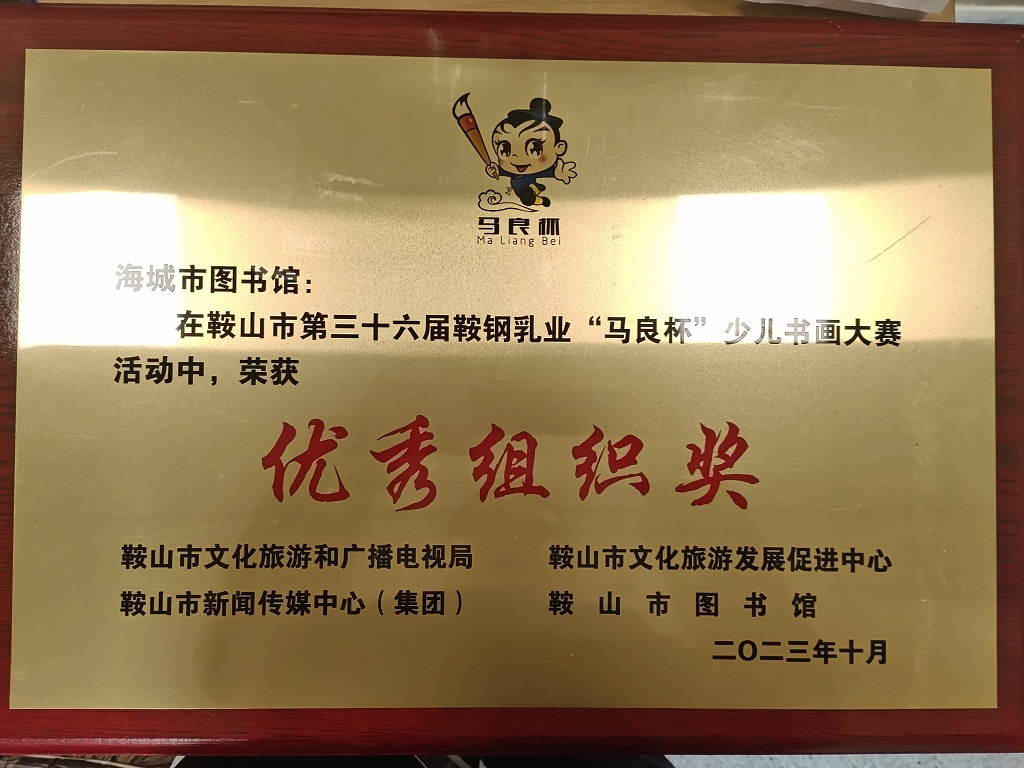 马良杯
Ma Liang Bei
海城市图书馆：
在鞍山市第三十六届鞍钢乳业“马良杯”少儿书画大赛
活动中，荣获
优秀组织奖
鞍山市文化旅游和广播电视局
鞍山市文化旅游发展促进中心
鞍山市新闻传媒中心（集团）
鞍山市图书馆
二〇二三年十月